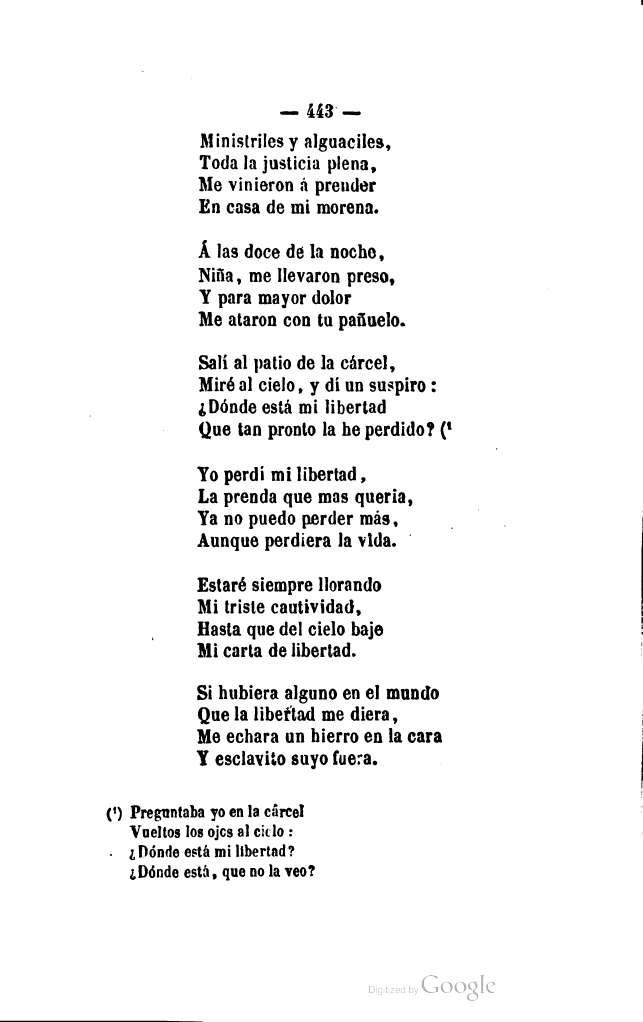 — 443 —
Ministriles y alguaciles,
Toda la justicia plena,
Me vinieron á prender
En casa de mi morena.
Á las doce de la noche,
Niña, me llevaron preso,
Y para mayor dolor
Me ataron con tu pañuelo.
Salí al patio de la cárcel,
Miré al cielo, y dí un suspiro:
¿Dónde está mi libertad
Que tan pronto la he perdido? (¹
Yo perdí mi libertad,
La prenda que mas queria,
Ya no puedo perder más,
Aunque perdiera la vida.
Estaré siempre llorando
Mi triste cautividad,
Hasta que del cielo baje
Mi carta de libertad.
Si hubiera alguno en el mundo
Que la libertad me diera,
Me echara un hierro en la cara
Y esclavito suyo fuera.
(¹) Preguntaba yo en la cárcel
Vueltos los ojos al cielo:
¿Dónde está mi libertad?
¿Dónde está, que no la veo?
Digitized by Google